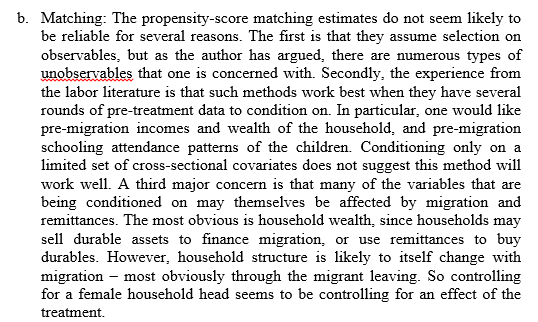 b. Matching: The propensity-score matching estimates do not seem likely to
be reliable for several reasons. The first is that they assume selection on
observables, but as the author has argued, there are numerous types of
unobservables that one is concerned with. Secondly, the experience from
the labor literature is that such methods work best when they have several
rounds of pre-treatment data to condition on. In particular, one would like
pre-migration incomes and wealth of the household, and pre-migration
schooling attendance patterns of the children. Conditioning only on a
limited set of cross-sectional covariates does not suggest this method will
work well. A third major concern is that many of the variables that are
being conditioned on may themselves be affected by migration and
remittances. The most obvious is household wealth, since households may
sell durable assets to finance migration, or use remittances to buy
durables. However, household structure is likely to itself change with
migration – most obviously through the migrant leaving. So controlling
for a female household head seems to be controlling for an effect of the
treatment.